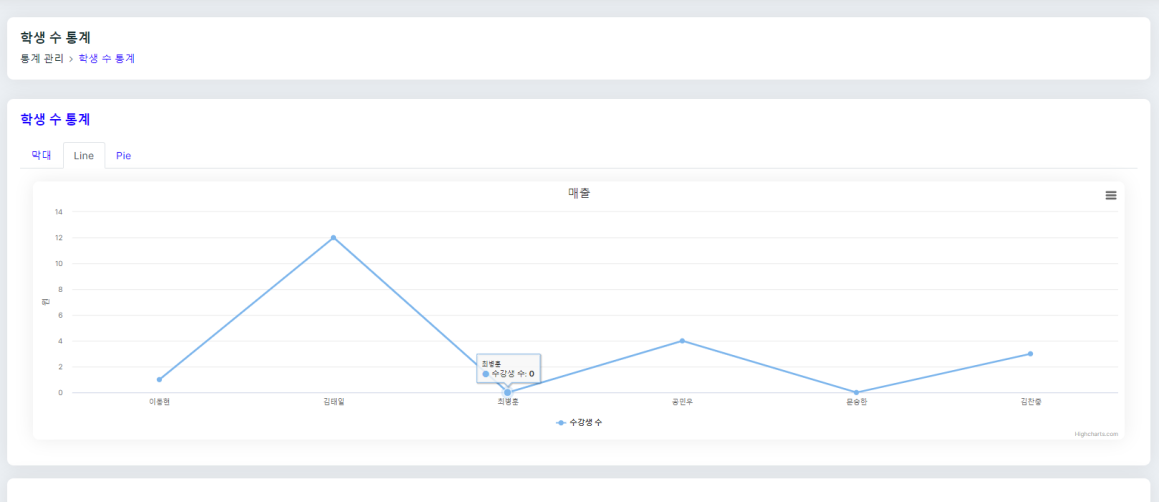 학생 수 통계
통계 관리 > 학생 수 통계
학생 수 통계
막대 Line Pie
매출
14
12
10
8
6
4
2
0
원
최병훈
수강생 수: 0
이종현 김태일 최병훈 공민우 윤승한 김찬중
수강생 수
Highcharts.com